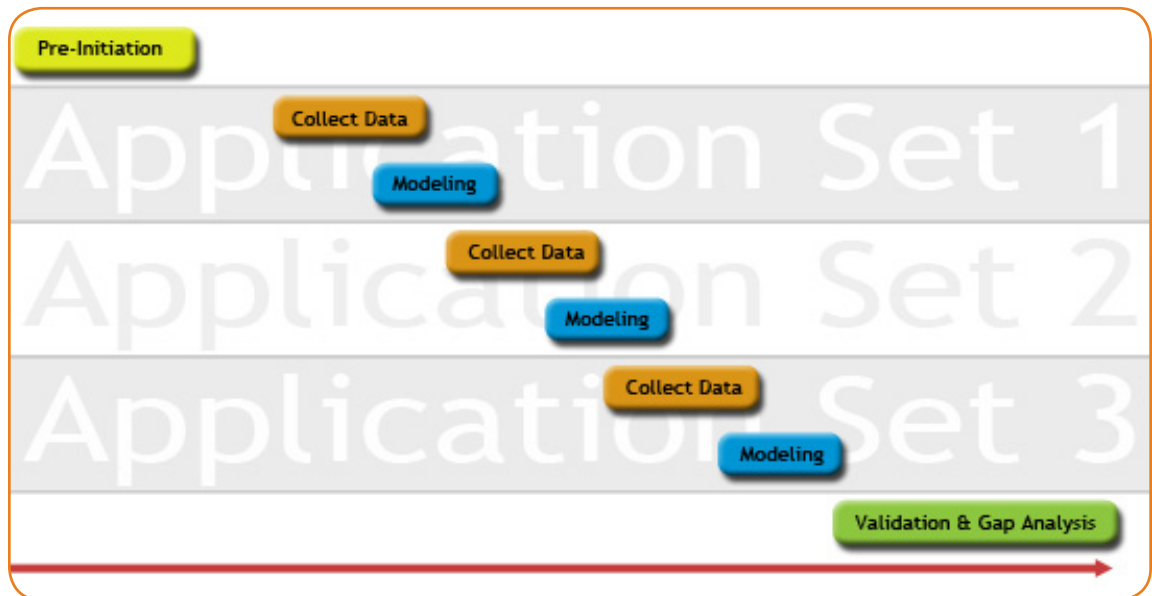 Pre-Initiation
Application Set 1
Collect Data
Modeling
Application Set 2
Collect Data
Modeling
Application Set 3
Collect Data
Modeling
Validation & Gap Analysis